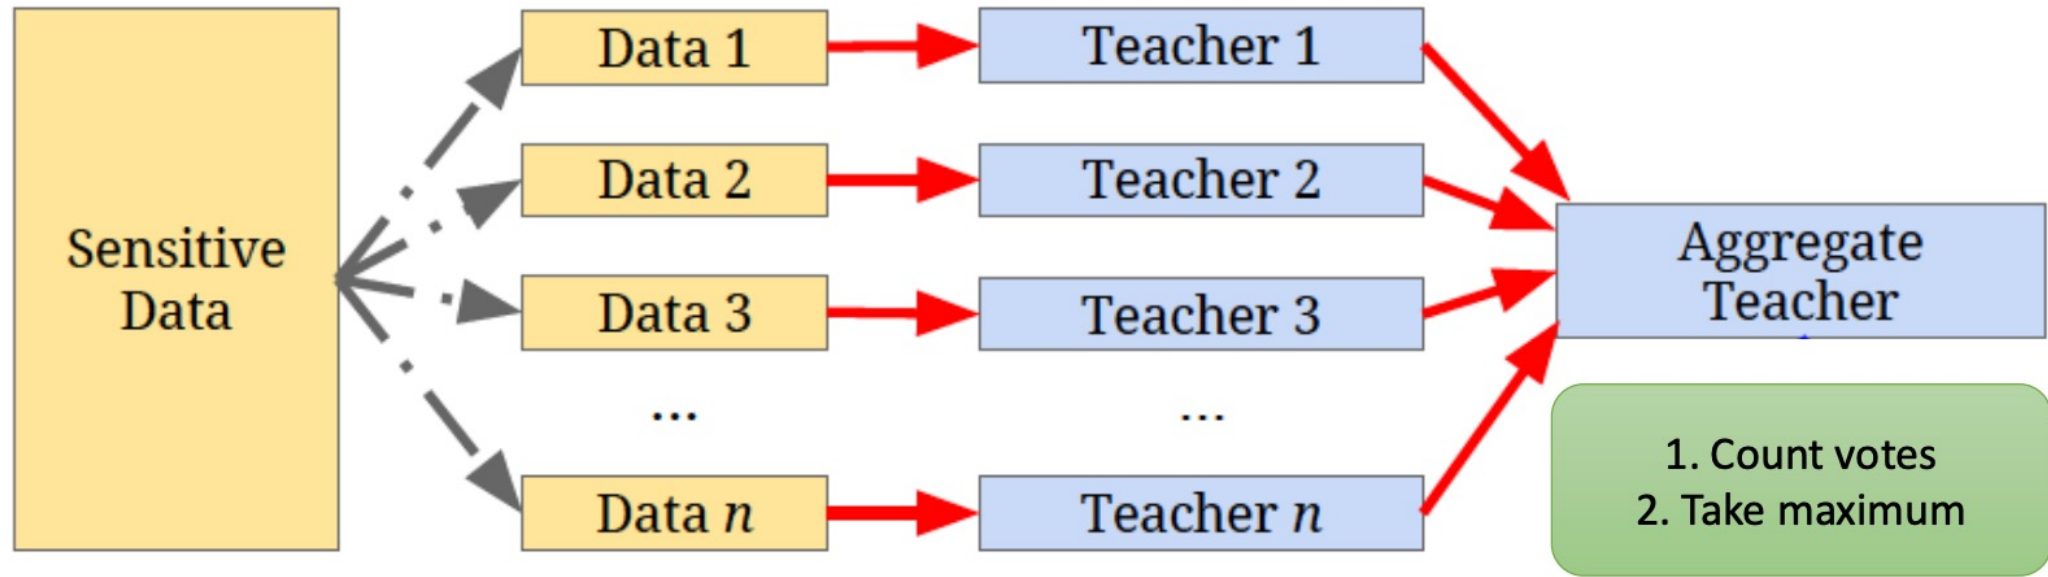 Sensitive
Data
Data 1
Teacher 1
Data 2
Teacher 2
Data 3
Teacher 3
...
...
Data n
Teacher n
Aggregate
Teacher
1. Count votes
2. Take maximum